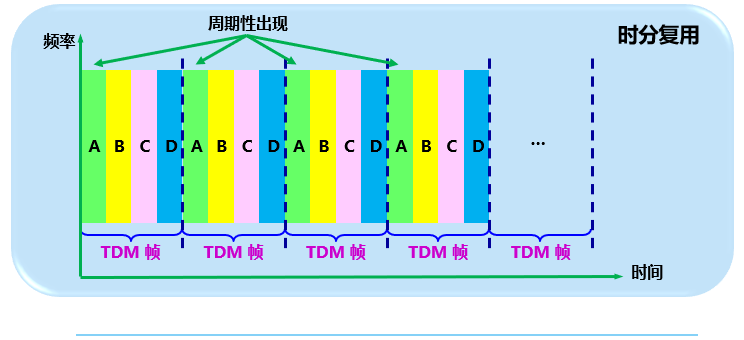 周期性出现
时分复用
频率
A B C D A B C D A B C D A B C D ...
TDM 帧 TDM 帧 TDM 帧 TDM 帧 TDM 帧
时间